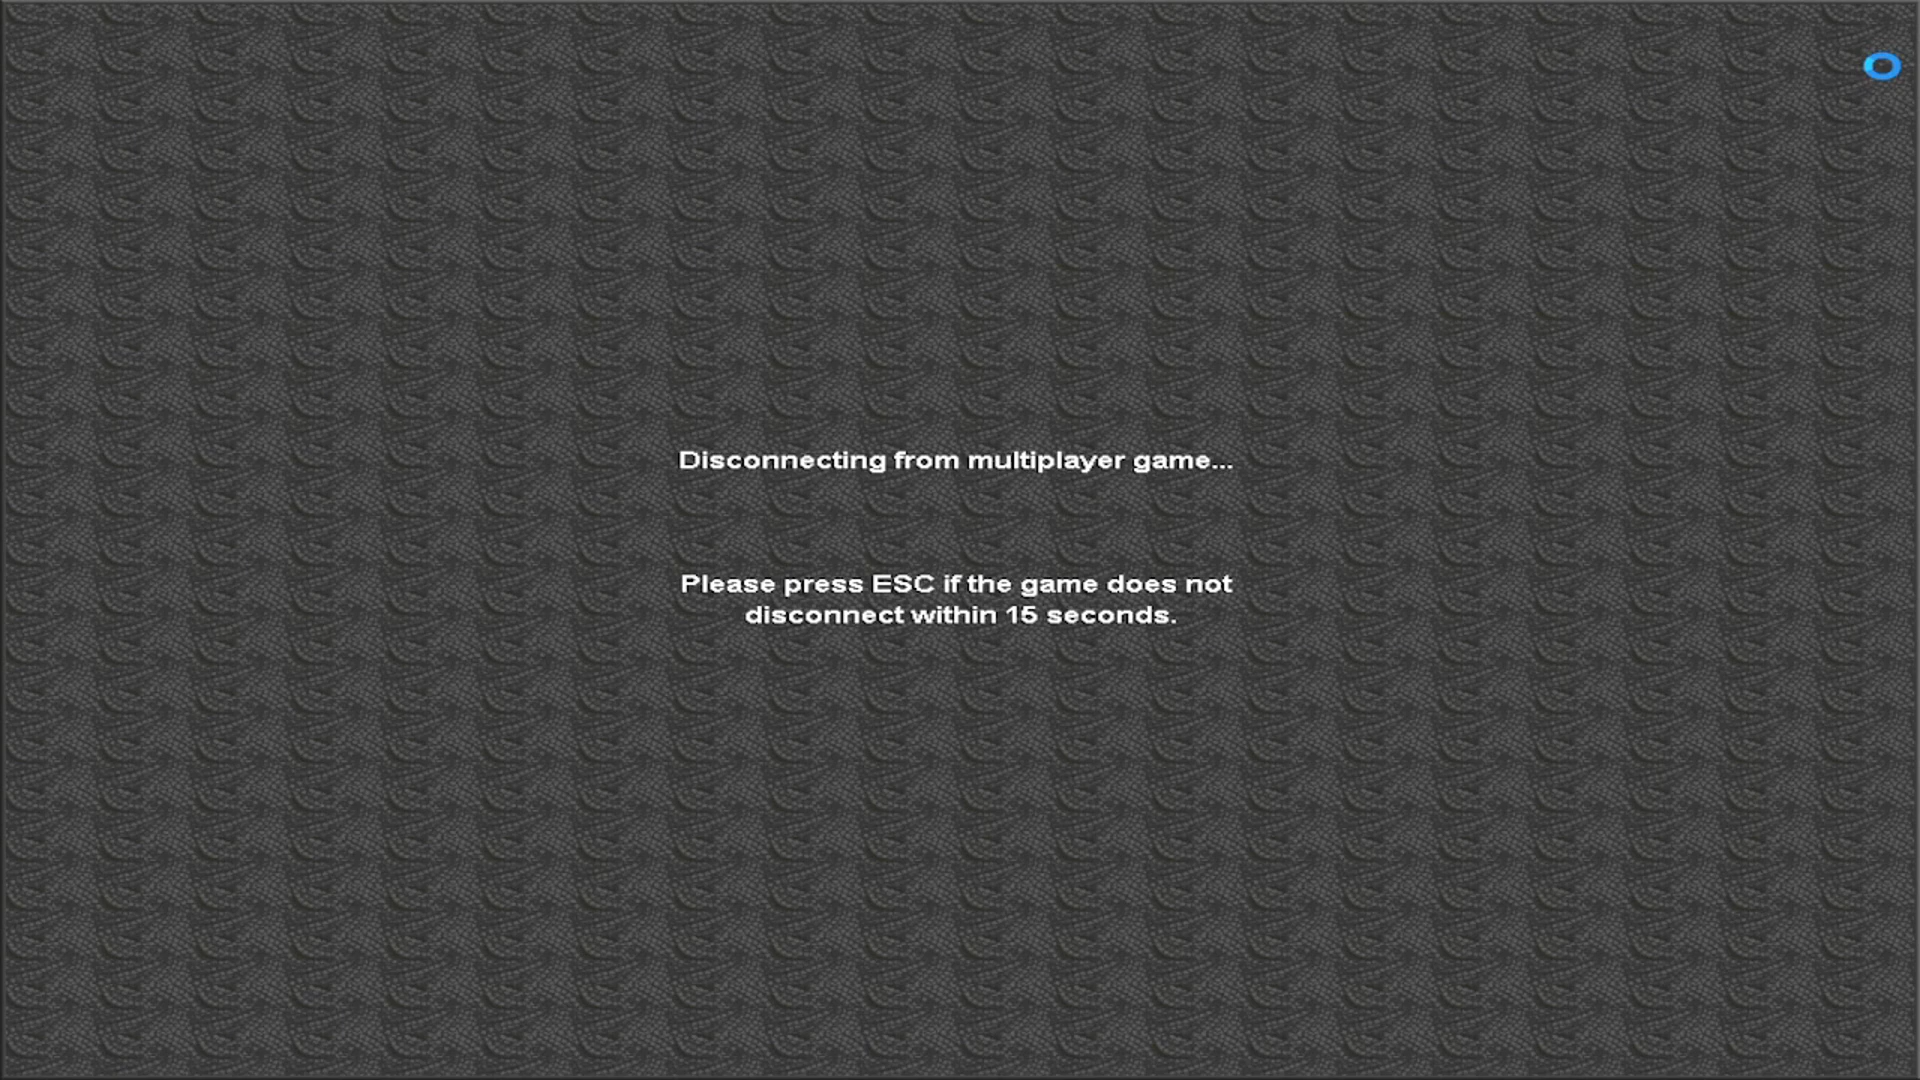 Disconnecting from multiplayer game...
Please press ESC if the game does not
disconnect within 15 seconds.